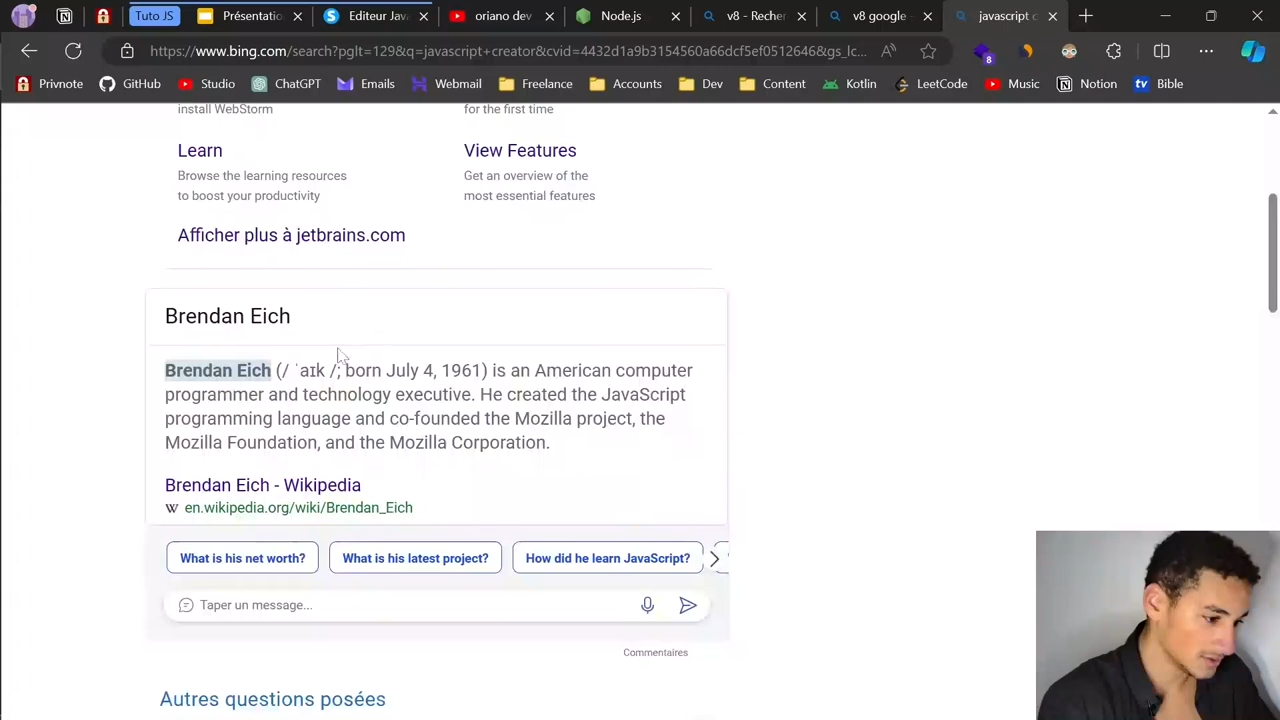 Tuto JS
Présentation
Editeur Java
oriano dev
Node.js
v8 - Recher
v8 google -
javascript c
https://www.bing.com/search?pglt=129&q=javascript+creator&cvid=4432d1a9b3154560a66dcf5ef0512646&gs_lc...
8
Privnote
GitHub
Studio
ChatGPT
Emails
Webmail
Freelance
Accounts
Dev
Content
Kotlin
LeetCode
Music
Notion
tv Bible
install WebStorm
for the first time
Learn
View Features
Browse the learning resources
to boost your productivity
Get an overview of the
most essential features
Afficher plus à jetbrains.com
Brendan Eich
Brendan Eich (/ ˈaɪk /; born July 4, 1961) is an American computer
programmer and technology executive. He created the JavaScript
programming language and co-founded the Mozilla project, the
Mozilla Foundation, and the Mozilla Corporation.
Brendan Eich - Wikipedia
W en.wikipedia.org/wiki/Brendan_Eich
What is his net worth?
What is his latest project?
How did he learn JavaScript?
Taper un message...
Commentaires
Autres questions posées